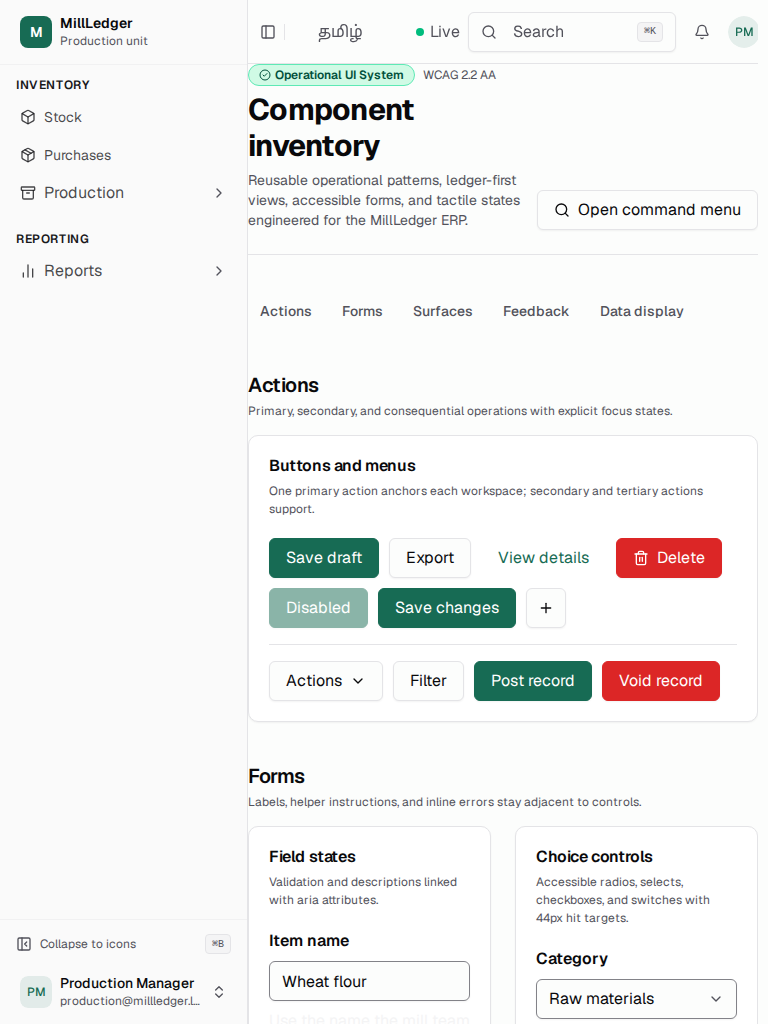 M
MillLedger
Production unit
INVENTORY
Stock
Purchases
Production
REPORTING
Reports
Collapse to icons
⌘B
PM
Production Manager
production@millledger.l...
தமிழ்
Live
Search
⌘K
PM
Operational UI System
WCAG 2.2 AA
Component
inventory
Reusable operational patterns, ledger-first
views, accessible forms, and tactile states
engineered for the MillLedger ERP.
Open command menu
Actions
Forms
Surfaces
Feedback
Data display
Actions
Primary, secondary, and consequential operations with explicit focus states.
Buttons and menus
One primary action anchors each workspace; secondary and tertiary actions
support.
Save draft
Export
View details
Delete
Disabled
Save changes
Actions
Filter
Post record
Void record
Forms
Labels, helper instructions, and inline errors stay adjacent to controls.
Field states
Validation and descriptions linked
with aria attributes.
Item name
Wheat flour
Use the name the mill team
Choice controls
Accessible radios, selects,
checkboxes, and switches with
44px hit targets.
Category
Raw materials